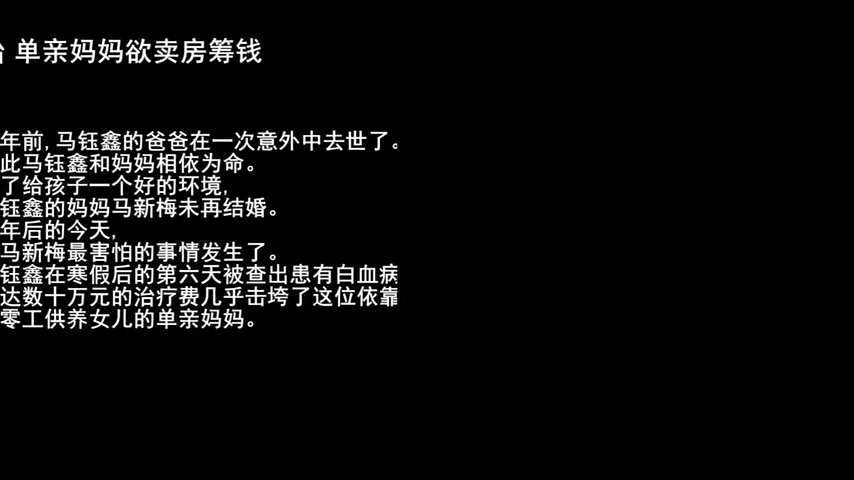 单亲妈妈欲卖房筹钱
年前,马钰鑫的爸爸在一次意外中去世了。
此马钰鑫和妈妈相依为命。
了给孩子一个好的环境,
钰鑫的妈妈马新梅未再结婚。
年后的今天,
马新梅最害怕的事情发生了。
钰鑫在寒假后的第六天被查出患有白血病
达数十万元的治疗费几乎击垮了这位依靠
零工供养女儿的单亲妈妈。